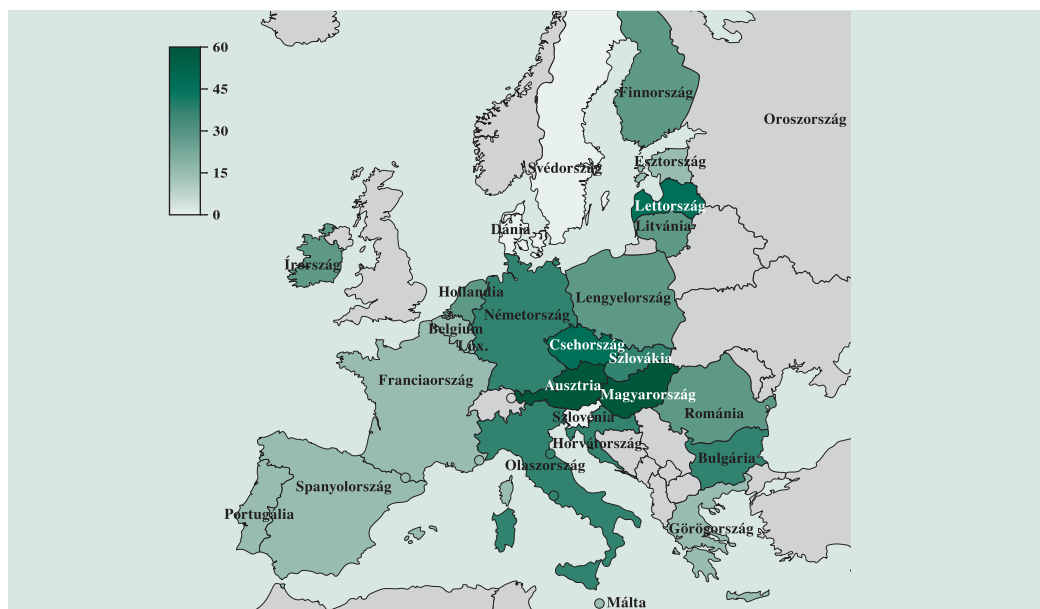 60
45
30
15
0
Finnország
Oroszország
Észtország
Svédország
Lettország
Litvánia
Dánia
Írország
Hollandia
Lengyelország
Németország
Belgium
Lux.
Csehország
Szlovákia
Franciaország
Ausztria
Magyarország
Románia
Szlovénia
Horvátország
Bulgária
Olaszország
Spanyolország
Portugália
Görögország
Málta